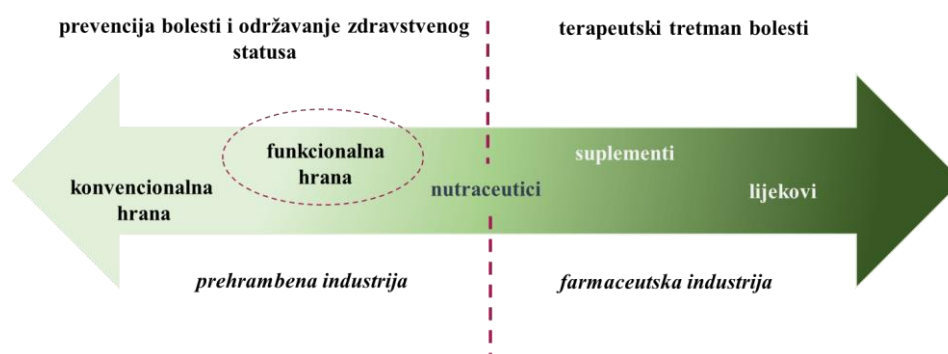 prevencija bolesti i održavanje zdravstvenog
statusa
terapeutski tretman bolesti
funkcionalna
hrana
konvencionalna
hrana
nutraceutici
suplementi
lijekovi
prehrambena industrija
farmaceutska industrija